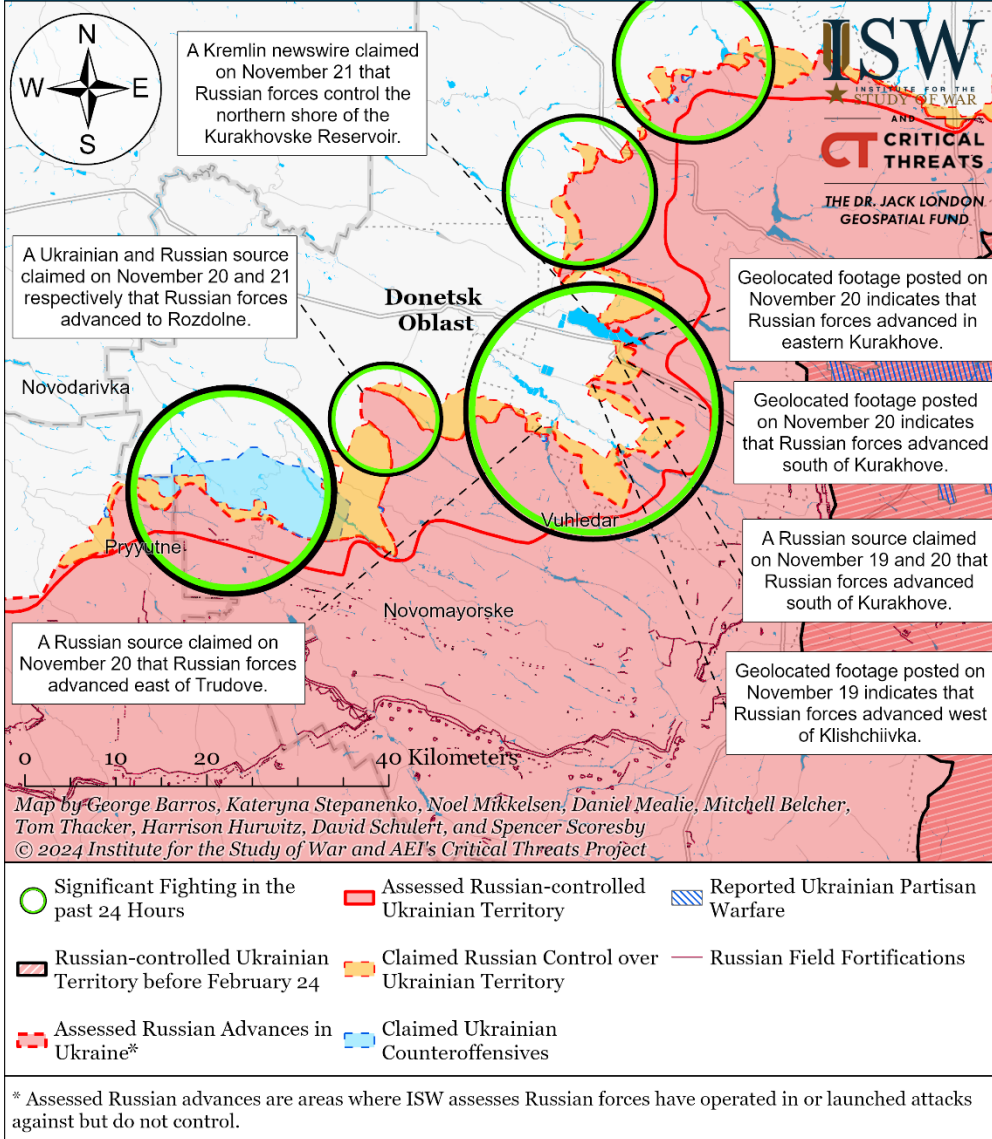 N
W
E
S
A Kremlin newswire claimed
on November 21 that
Russian forces control the
northern shore of the
Kurakhovske Reservoir.
ISW
INSTITUTE FOR THE
STUDY OF WAR
AND
CT CRITICAL
THREATS
THE DR. JACK LONDON
GEOSPATIAL FUND
A Ukrainian and Russian source
claimed on November 20 and 21
respectively that Russian forces
advanced to Rozdolne.
Donetsk
Oblast
Geolocated footage posted on
November 20 indicates that
Russian forces advanced in
eastern Kurakhove.
Novodarivka
Geolocated footage posted
on November 20 indicates
that Russian forces advanced
south of Kurakhove.
Vuhledar
Pryyutne
A Russian source claimed
on November 19 and 20 that
Russian forces advanced
south of Kurakhove.
Novomayorske
A Russian source claimed on
November 20 that Russian forces
advanced east of Trudove.
Geolocated footage posted on
November 19 indicates that
Russian forces advanced west
of Klishchiivka.
0 10 20 40 Kilometers
Map by George Barros, Kateryna Stepanenko, Noel Mikkelsen, Daniel Mealie, Mitchell Belcher,
Tom Thacker, Harrison Hurwitz, David Schulert, and Spencer Scoresby
© 2024 Institute for the Study of War and AEI's Critical Threats Project
Significant Fighting in the
past 24 Hours
Assessed Russian-controlled
Ukrainian Territory
Reported Ukrainian Partisan
Warfare
Russian-controlled Ukrainian
Territory before February 24
Claimed Russian Control over
Ukrainian Territory
Russian Field Fortifications
Assessed Russian Advances in
Ukraine*
Claimed Ukrainian
Counteroffensives
* Assessed Russian advances are areas where ISW assesses Russian forces have operated in or launched attacks
against but do not control.